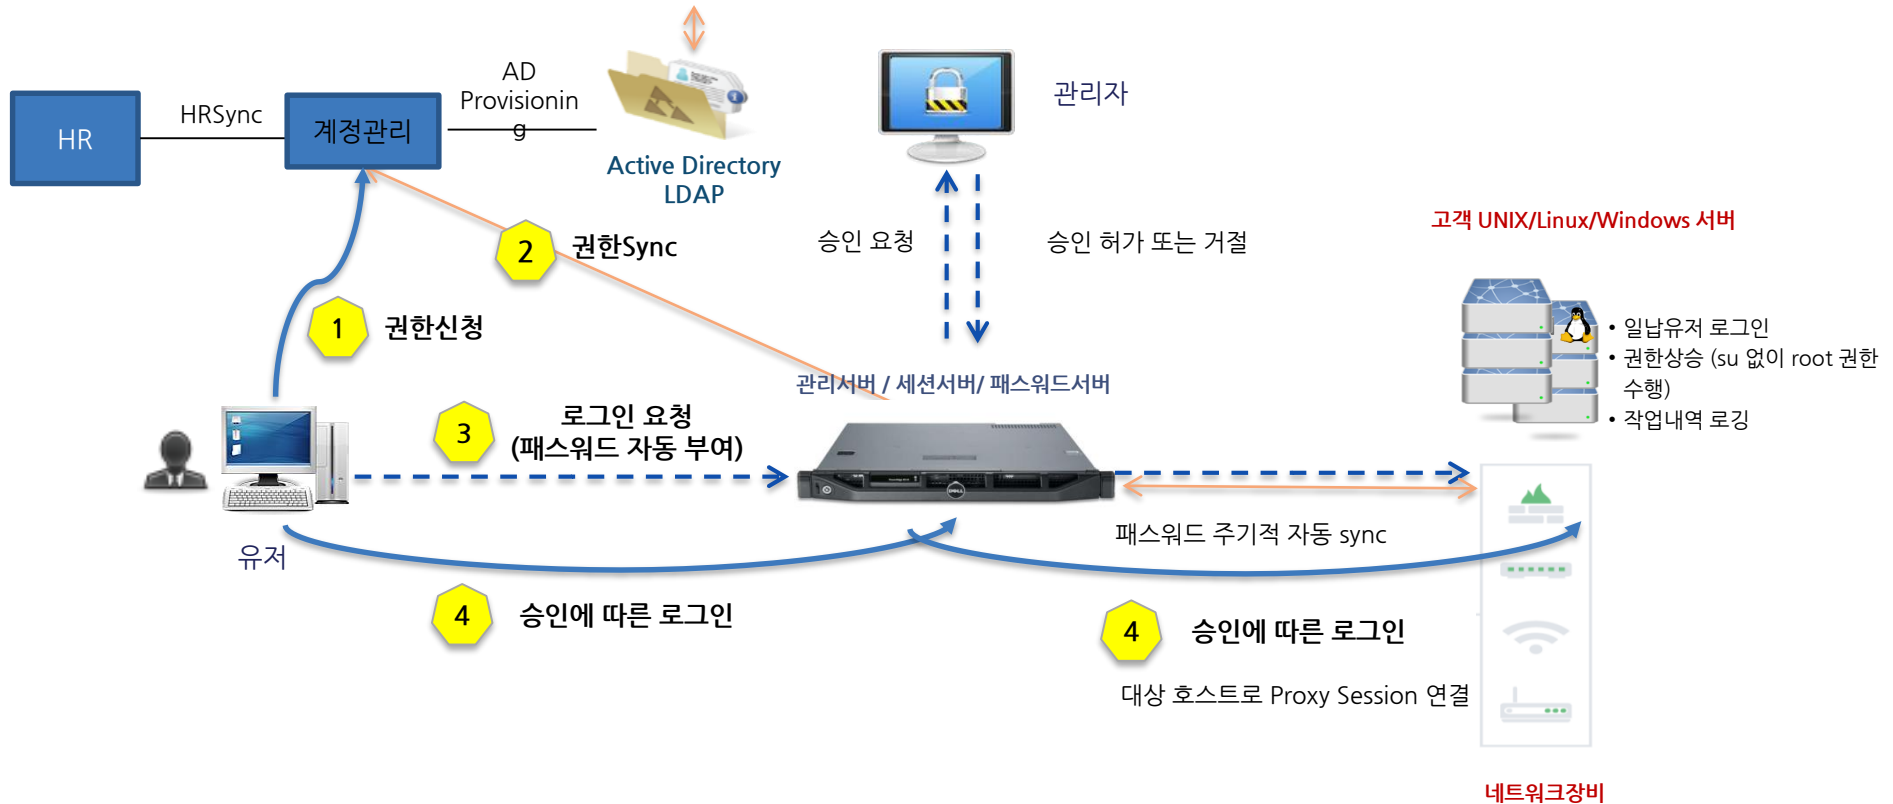 AD
Provisionin
g
HR
HRSync
계정관리
Active Directory
LDAP
관리자
2
권한Sync
승인 요청
승인 허가 또는 거절
고객 UNIX/Linux/Windows 서버
1
권한신청
• 일납유저 로그인
• 권한상승 (su 없이 root 권한
수행)
• 작업내역 로깅
관리서버 / 세션서버/ 패스워드서버
3
로그인 요청
(패스워드 자동 부여)
DELL
유저
패스워드 주기적 자동 sync
4
승인에 따른 로그인
4
승인에 따른 로그인
대상 호스트로 Proxy Session 연결
네트워크장비